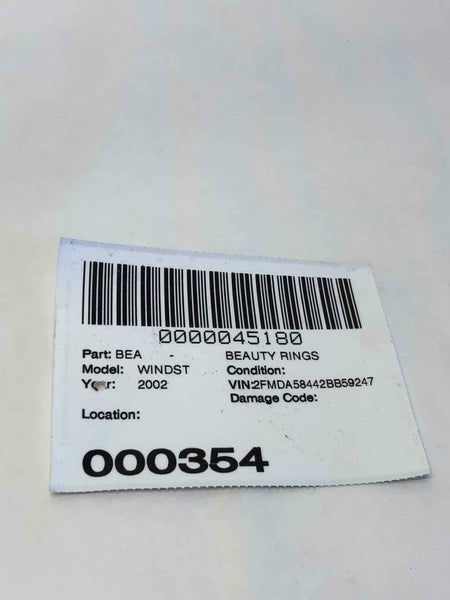 0000045180
Part: BEA - BEAUTY RINGS
Model: WINDST Condition:
Year: 2002 VIN:2FMDA58442BB59247
Damage Code:
Location:
000354